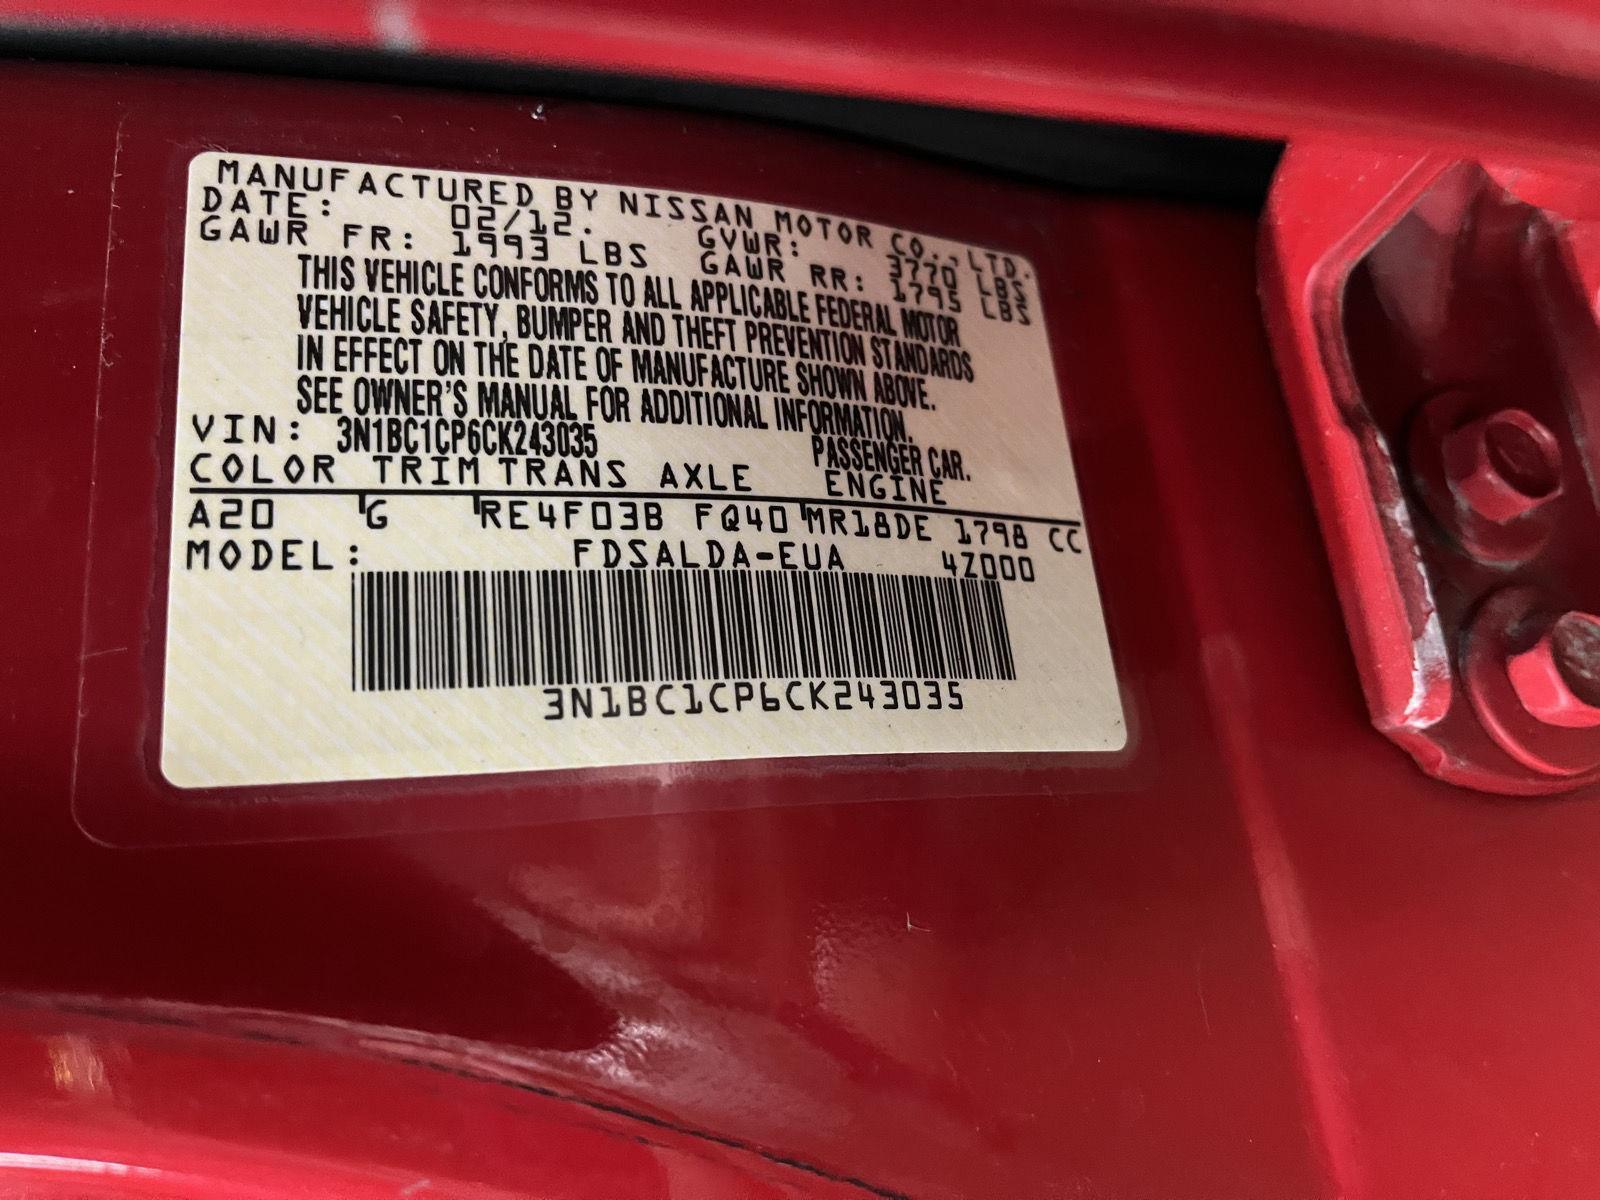 MANUFACTURED BY NISSAN MOTOR CO.,LTD.
DATE: 02/12. GVWR: 3770 LBS
GAWR FR: 1993 LBS GAWR RR: 1795 LBS
THIS VEHICLE CONFORMS TO ALL APPLICABLE FEDERAL MOTOR
VEHICLE SAFETY, BUMPER AND THEFT PREVENTION STANDARDS
IN EFFECT ON THE DATE OF MANUFACTURE SHOWN ABOVE.
SEE OWNER'S MANUAL FOR ADDITIONAL INFORMATION.
VIN: 3N1BC1CP6CK243035 PASSENGER CAR.
COLOR TRIM TRANS AXLE ENGINE
A20 G RE4F03B FQ40 MR18DE 1798 CC
MODEL: FDSALDA-EUA 4Z000
3N1BC1CP6CK243035